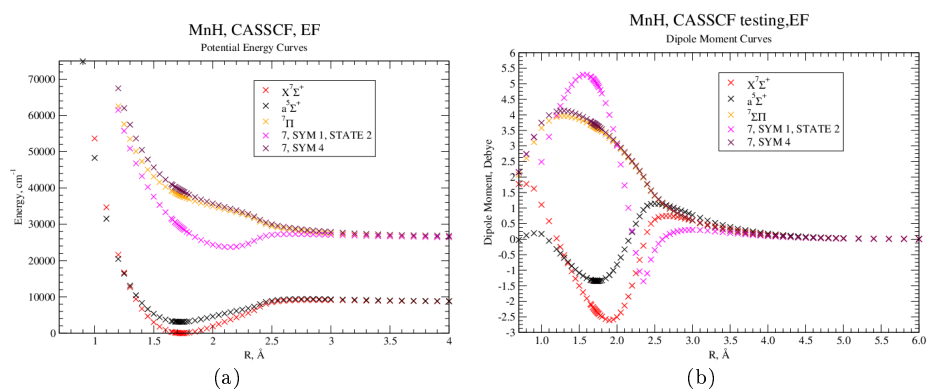 MnH, CASSCF, EF
Potential Energy Curves
Energy, cm⁻¹
70000
60000
50000
40000
30000
20000
10000
0
X⁷Σ⁺
a⁵Σ⁺
⁷Π
7, SYM 1, STATE 2
7, SYM 4
1 1.5 2 2.5 3 3.5 4
R, Å
(a)
MnH, CASSCF testing,EF
Dipole Moment Curves
Dipole Moment, Debye
6
5.5
5
4.5
4
3.5
3
2.5
2
1.5
1
0.5
0
-0.5
-1
-1.5
-2
-2.5
-3
X⁷Σ⁺
a⁵Σ⁺
⁷ΣΠ
7, SYM 1, STATE 2
7, SYM 4
1.0 1.5 2.0 2.5 3.0 3.5 4.0 4.5 5.0 5.5 6.0
R, Å
(b)